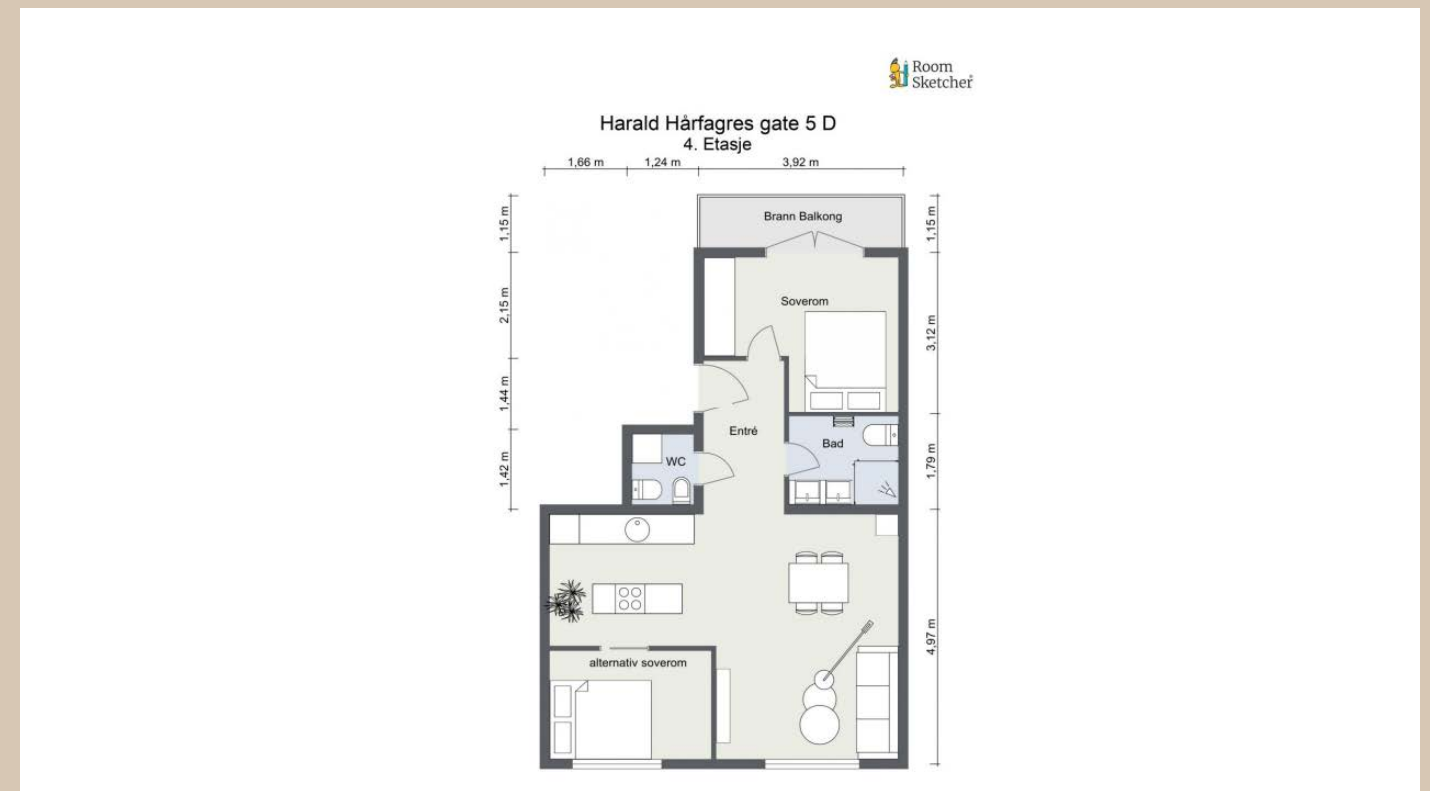 Room
Sketcher®
Harald Hårfagres gate 5 D
4. Etasje
1,66 m
1,24 m
3,92 m
1,15 m
Brann Balkong
1,15 m
2,15 m
Soverom
3,12 m
1,44 m
Entré
Bad
WC
1,42 m
1,79 m
4,97 m
alternativ soverom